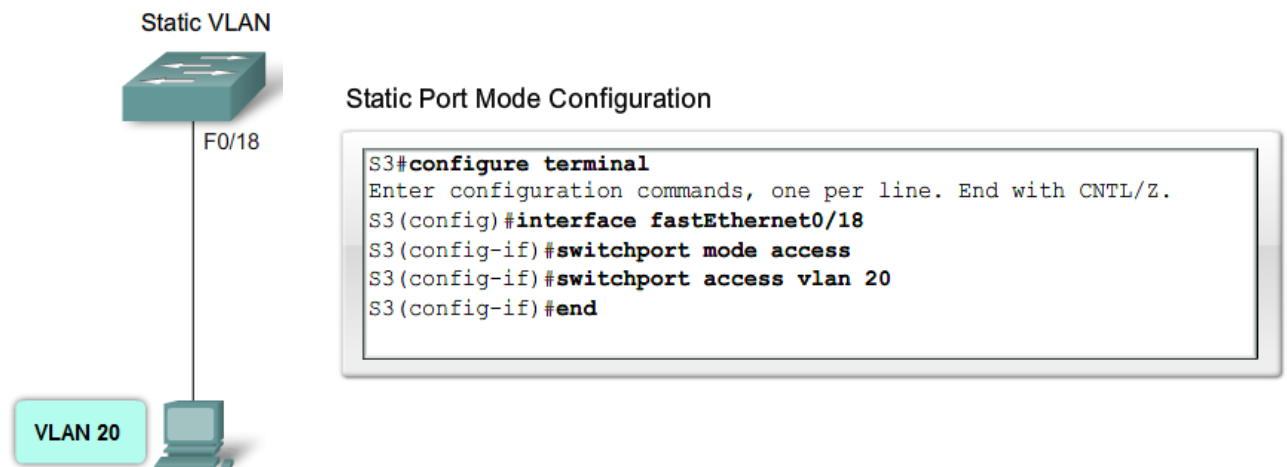 Static VLAN
F0/18
VLAN 20
Static Port Mode Configuration
S3#configure terminal
Enter configuration commands, one per line. End with CNTL/Z.
S3(config)#interface fastEthernet0/18
S3(config-if)#switchport mode access
S3(config-if)#switchport access vlan 20
S3(config-if)#end